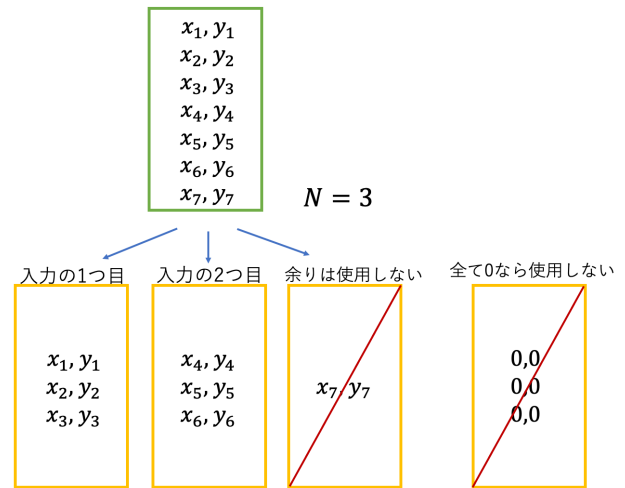 x₁, y₁
x₂, y₂
x₃, y₃
x₄, y₄
x₅, y₅
x₆, y₆
x₇, y₇
N = 3
入力の1つ目
入力の2つ目
余りは使用しない
全て0なら使用しない
x₁, y₁
x₂, y₂
x₃, y₃
x₄, y₄
x₅, y₅
x₆, y₆
x₇, y₇
0,0
0,0
0,0